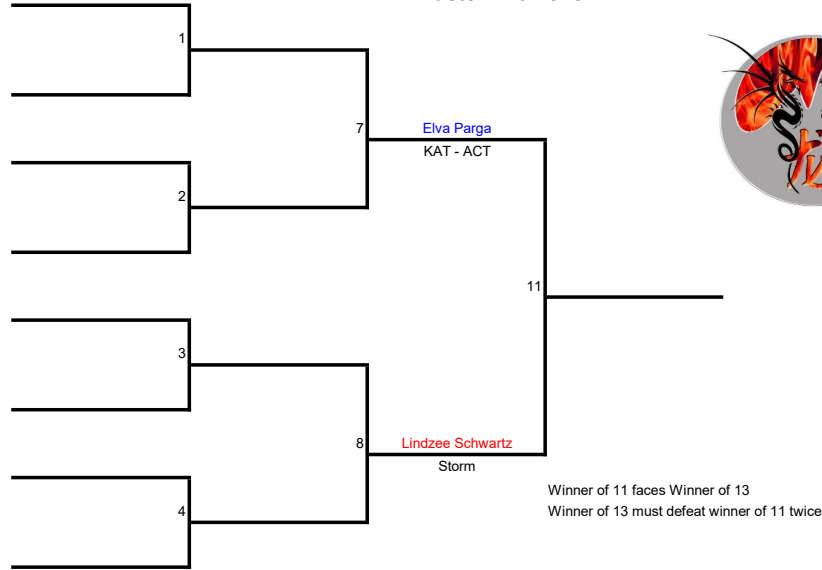 1
7
Elva Parga
KAT - ACT
2
11
3
8
Lindzee Schwartz
Storm
Winner of 11 faces Winner of 13
4
Winner of 13 must defeat winner of 11 twice